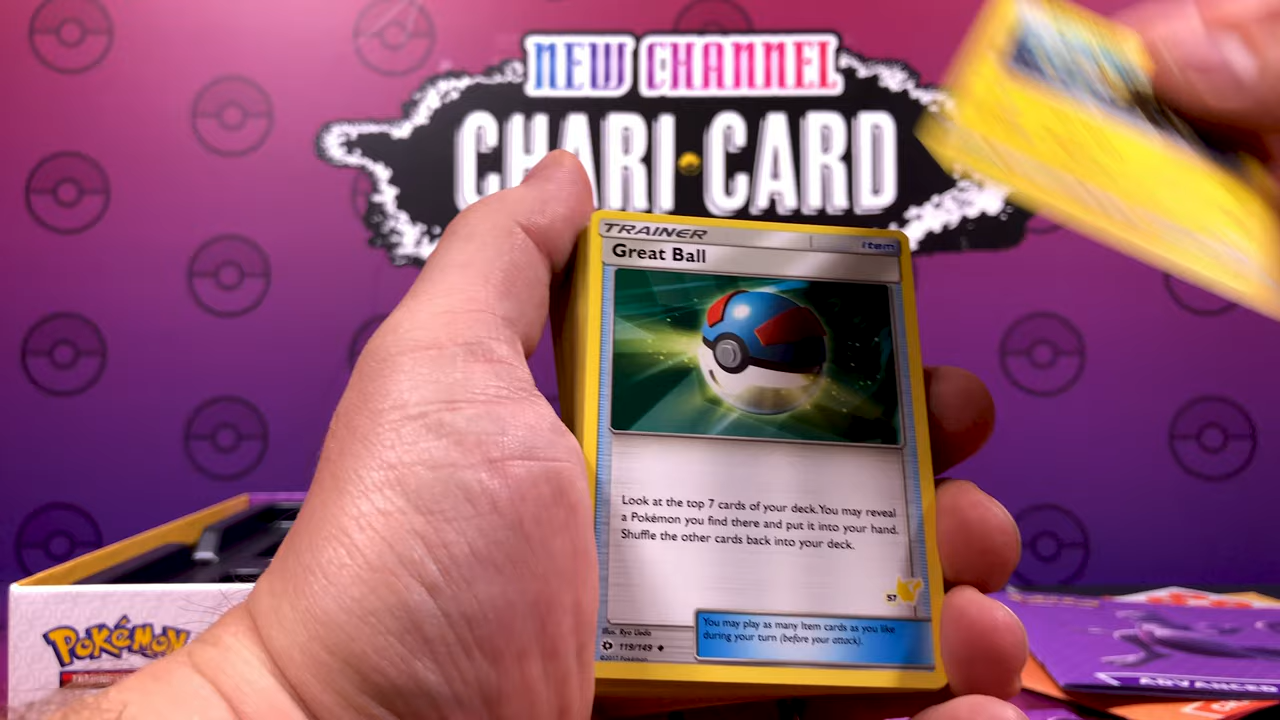 NEW CHANNEL
CHARI CARD
TRAINER
Item
Great Ball
Look at the top 7 cards of your deck. You may reveal
a Pokémon you find there and put it into your hand.
Shuffle the other cards back into your deck.
57
You may play as many Item cards as you like
during your turn (before your attack).
Illus. Ryo Ueda
119/149
©2017 Pokémon
POKÉMON
ADVANCED